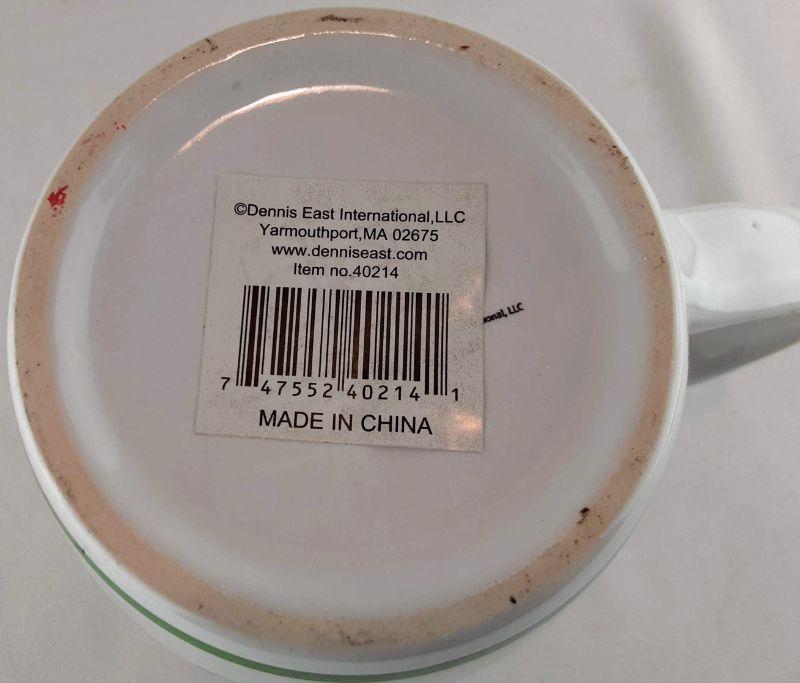 ©Dennis East International,LLC
Yarmouthport,MA 02675
www.denniseast.com
Item no.40214
7 47552 40214 1
MADE IN CHINA
LLC